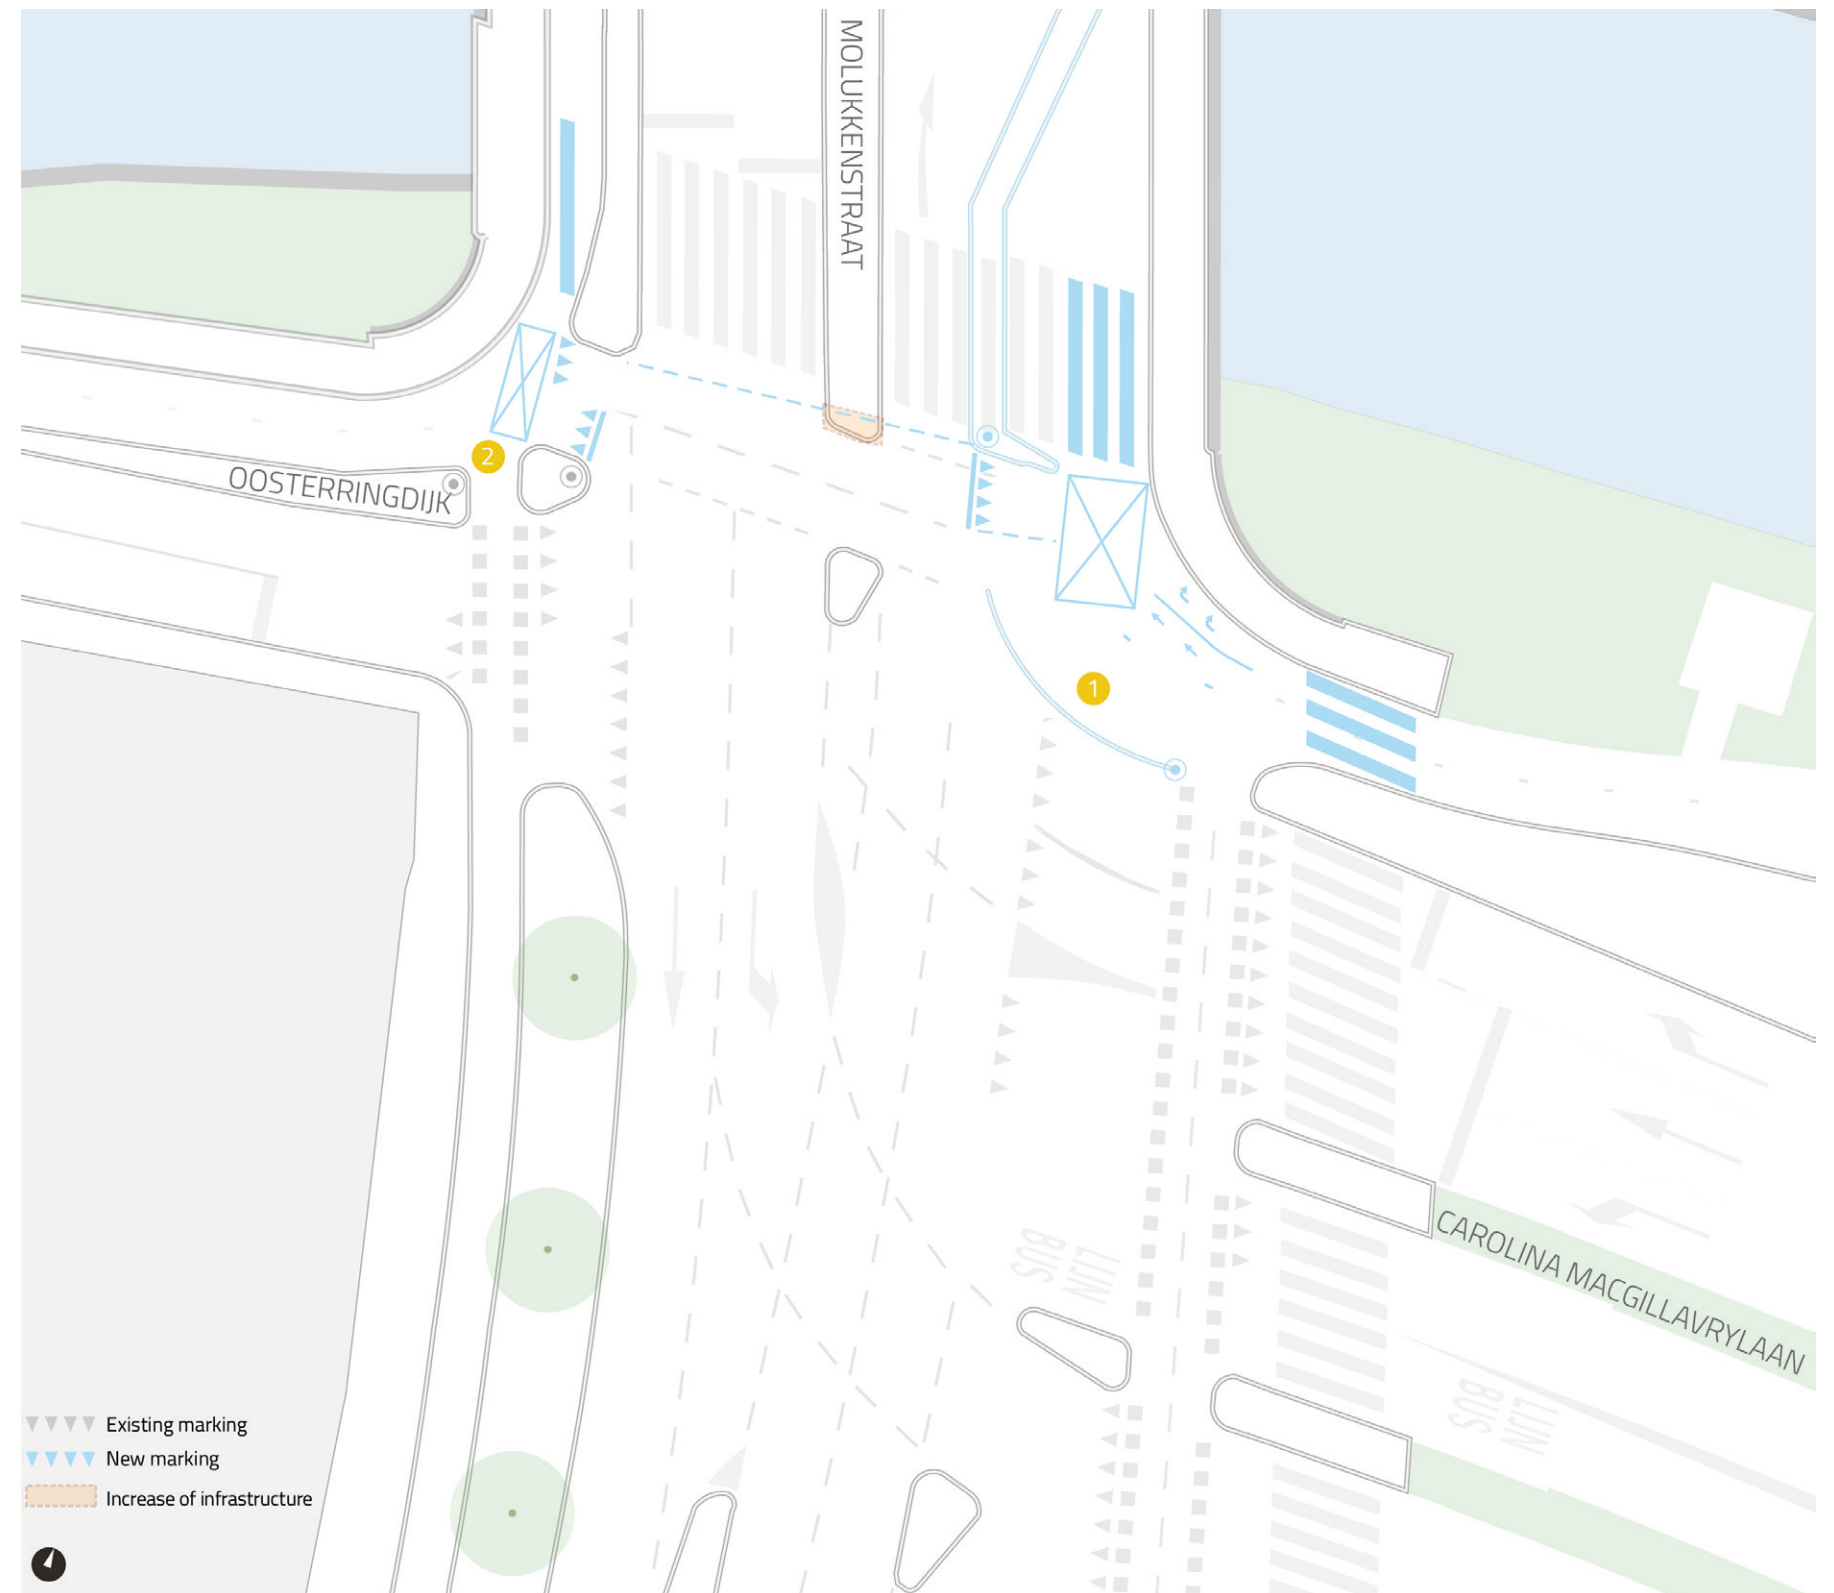 MOLUKKENSTRAAT
2
OOSTERRINGDIJK
1
LIJN
BUS
CAROLINA MACGILLAVRYLAAN
LIJN
BUS
Existing marking
New marking
Increase of infrastructure